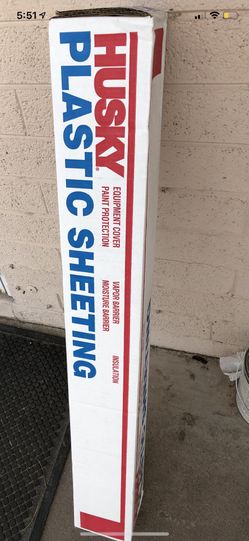 5:51
HUSKY
PLASTIC SHEETING
EQUIPMENT COVER
PAINT PROTECTION
VAPOR BARRIER
MOISTURE BARRIER
INSULATION